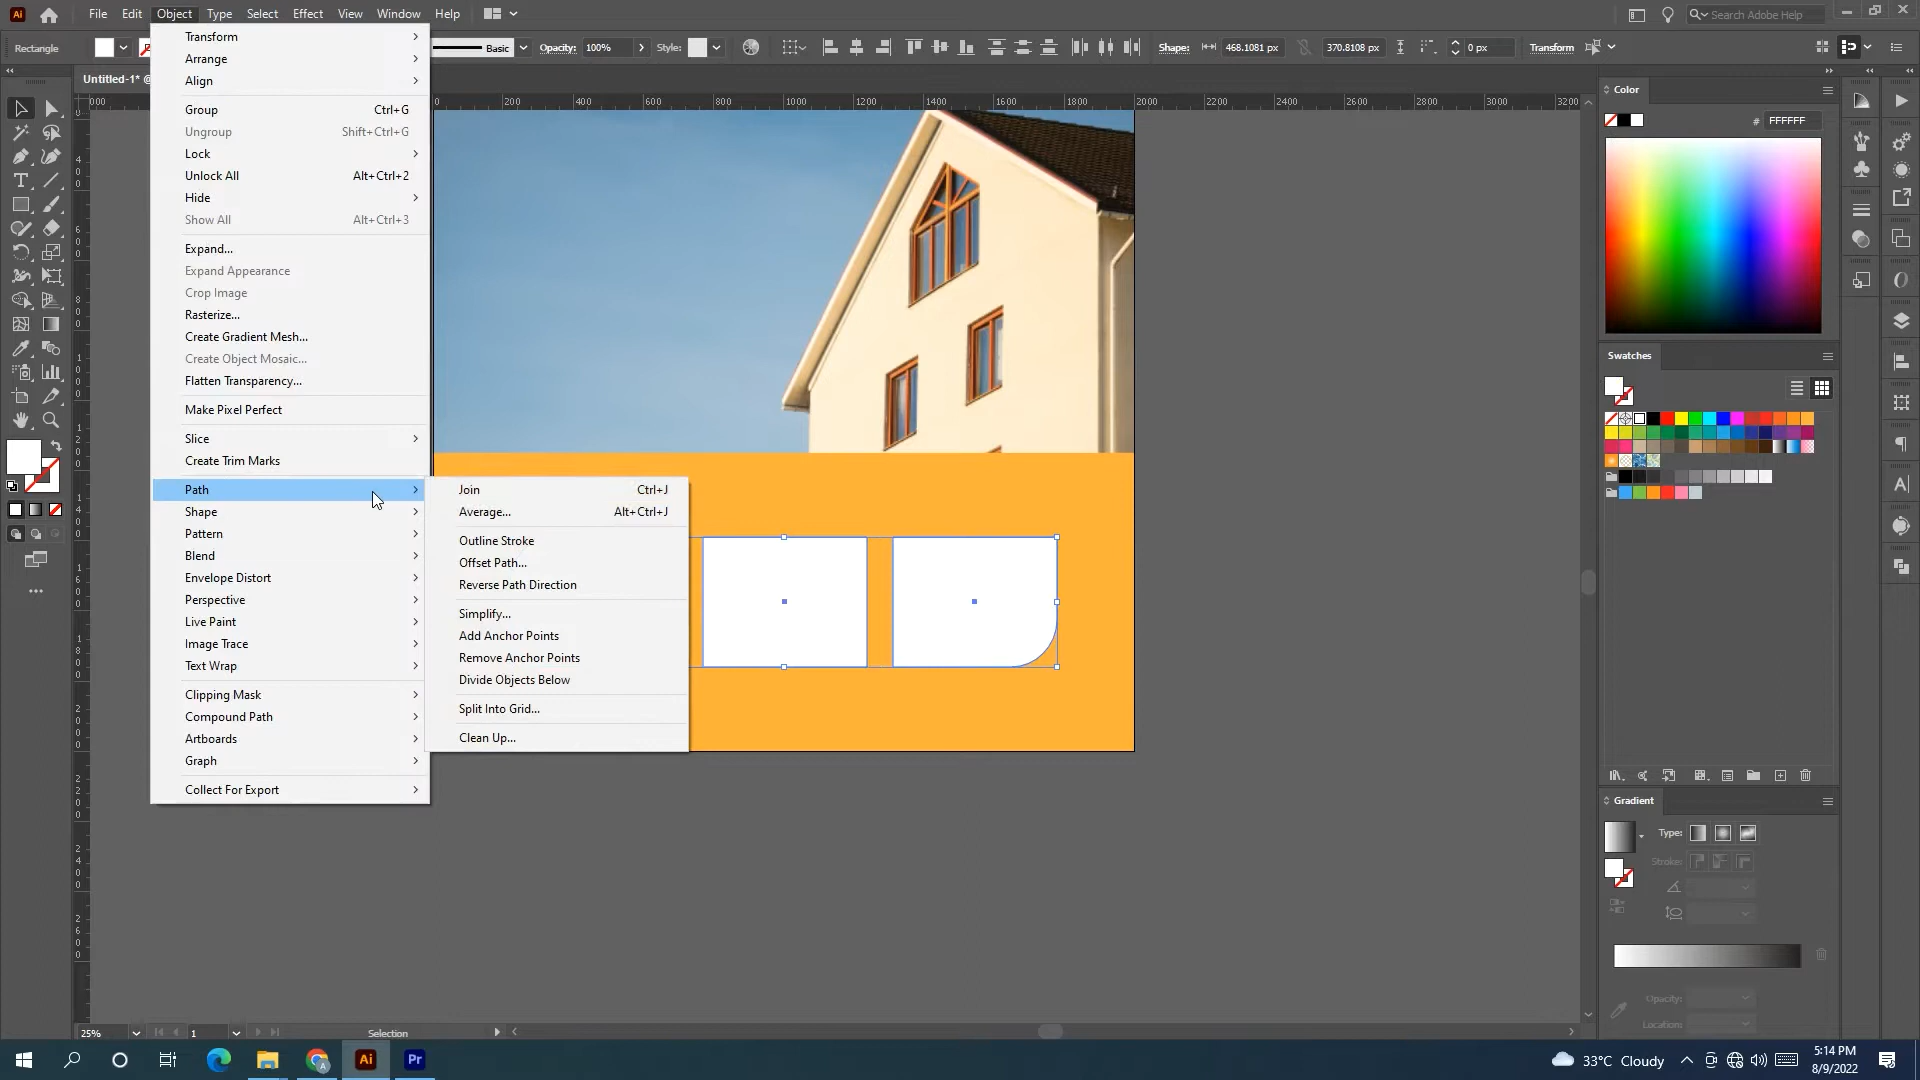 Ai File Edit Object Type Select Effect View Window Help Search Adobe Help
Rectangle Basic Opacity: 100% Style: Shape: 468.1081 px 370.8108 px 0 px Transform
Untitled-1* @
Transform
Arrange
Align
Group Ctrl+G
Ungroup Shift+Ctrl+G
Lock
Unlock All Alt+Ctrl+2
Hide
Show All Alt+Ctrl+3
Expand...
Expand Appearance
Crop Image
Rasterize...
Create Gradient Mesh...
Create Object Mosaic...
Flatten Transparency...
Make Pixel Perfect
Slice
Create Trim Marks
Path
Shape
Pattern
Blend
Envelope Distort
Perspective
Live Paint
Image Trace
Text Wrap
Clipping Mask
Compound Path
Artboards
Graph
Collect For Export
Join Ctrl+J
Average... Alt+Ctrl+J
Outline Stroke
Offset Path...
Reverse Path Direction
Simplify...
Add Anchor Points
Remove Anchor Points
Divide Objects Below
Split Into Grid...
Clean Up...
000 0 200 400 600 800 1000 1200 1400 1600 1800 2000 2200 2400 2600 2800 3000 3200
Color
# FFFFFF
Swatches
Gradient
Type:
Stroke:
Opacity:
Location:
25% 1 Selection
Ai Pr 33°C Cloudy 5:14 PM
8/9/2022